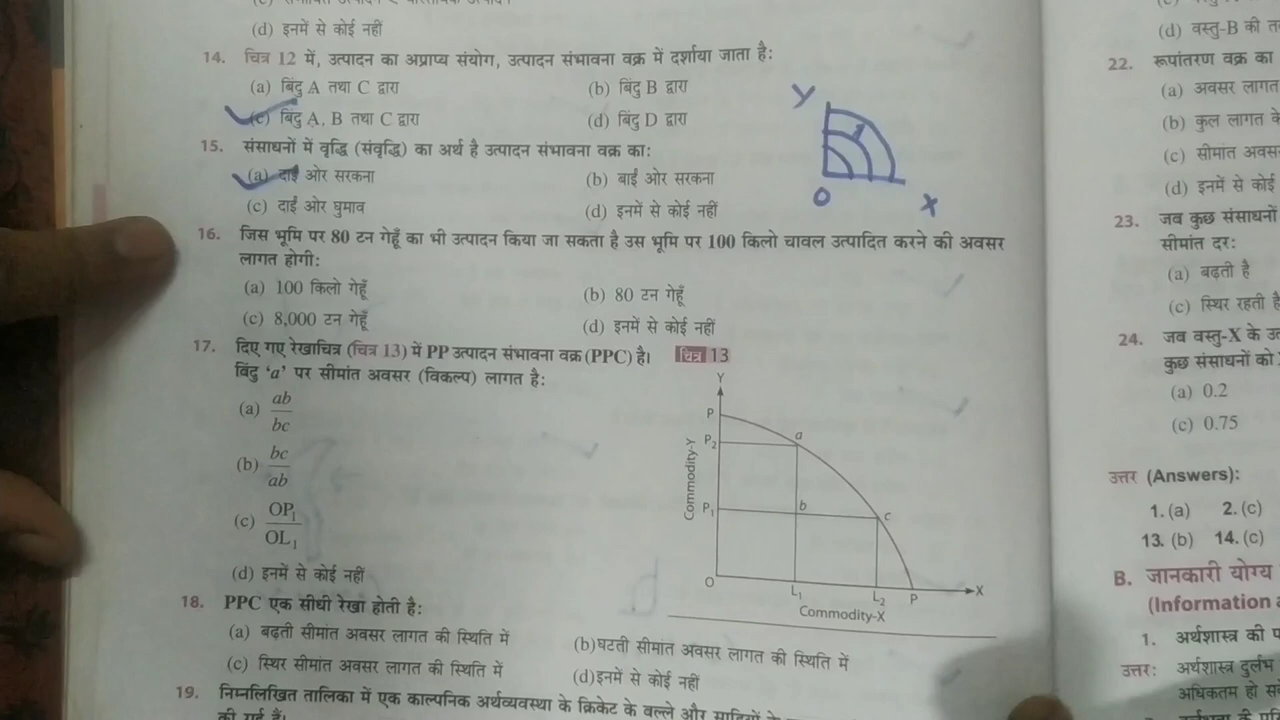 (d) इनमें से कोई नहीं
14. चित्र 12 में, उत्पादन का अप्राप्य संयोग, उत्पादन संभावना वक्र में दर्शाया जाता है:
(a) बिंदु A तथा C द्वारा (b) बिंदु B द्वारा
(c) बिंदु A, B तथा C द्वारा (d) बिंदु D द्वारा
Y
O X
15. संसाधनों में वृद्धि (संवृद्धि) का अर्थ है उत्पादन संभावना वक्र का:
(a) दाईं ओर सरकना (b) बाईं ओर सरकना
(c) दाईं ओर घुमाव (d) इनमें से कोई नहीं
16. जिस भूमि पर 80 टन गेहूँ का भी उत्पादन किया जा सकता है उस भूमि पर 100 किलो चावल उत्पादित करने की अवसर
लागत होगी:
(a) 100 किलो गेहूँ (b) 80 टन गेहूँ
(c) 8,000 टन गेहूँ (d) इनमें से कोई नहीं
17. दिए गए रेखाचित्र (चित्र 13) में PP उत्पादन संभावना वक्र (PPC) है।
बिंदु ‘a’ पर सीमांत अवसर (विकल्प) लागत है:
(a) ab/bc
(b) bc/ab
(c) OP₁/OL₁
(d) इनमें से कोई नहीं
चित्र 13
Y
P
P₂ a
Commodity-Y
P₁ b c
O L₁ L₂ P X
Commodity-X
18. PPC एक सीधी रेखा होती है:
(a) बढ़ती सीमांत अवसर लागत की स्थिति में (b) घटती सीमांत अवसर लागत की स्थिति में
(c) स्थिर सीमांत अवसर लागत की स्थिति में (d) इनमें से कोई नहीं
19. निम्नलिखित तालिका में एक काल्पनिक अर्थव्यवस्था के क्रिकेट के बल्ले और
की गई हैं।
(d) वस्तु-B की
22. रूपांतरण वक्र का
(a) अवसर लागत
(b) कुल लागत के
(c) सीमांत
(d) इनमें से कोई
23. जब कुछ संसाधनों
सीमांत दर:
(a) बढ़ती है
(c) स्थिर रहती है
24. जब वस्तु-X के
कुछ संसाधनों को
(a) 0.2
(c) 0.75
उत्तर (Answers):
1. (a) 2. (c)
13. (b) 14. (c)
B. जानकारी योग्य
(Information
1. अर्थशास्त्र की
उत्तर: अर्थशास्त्र दुर्लभ
अधिकतम हो